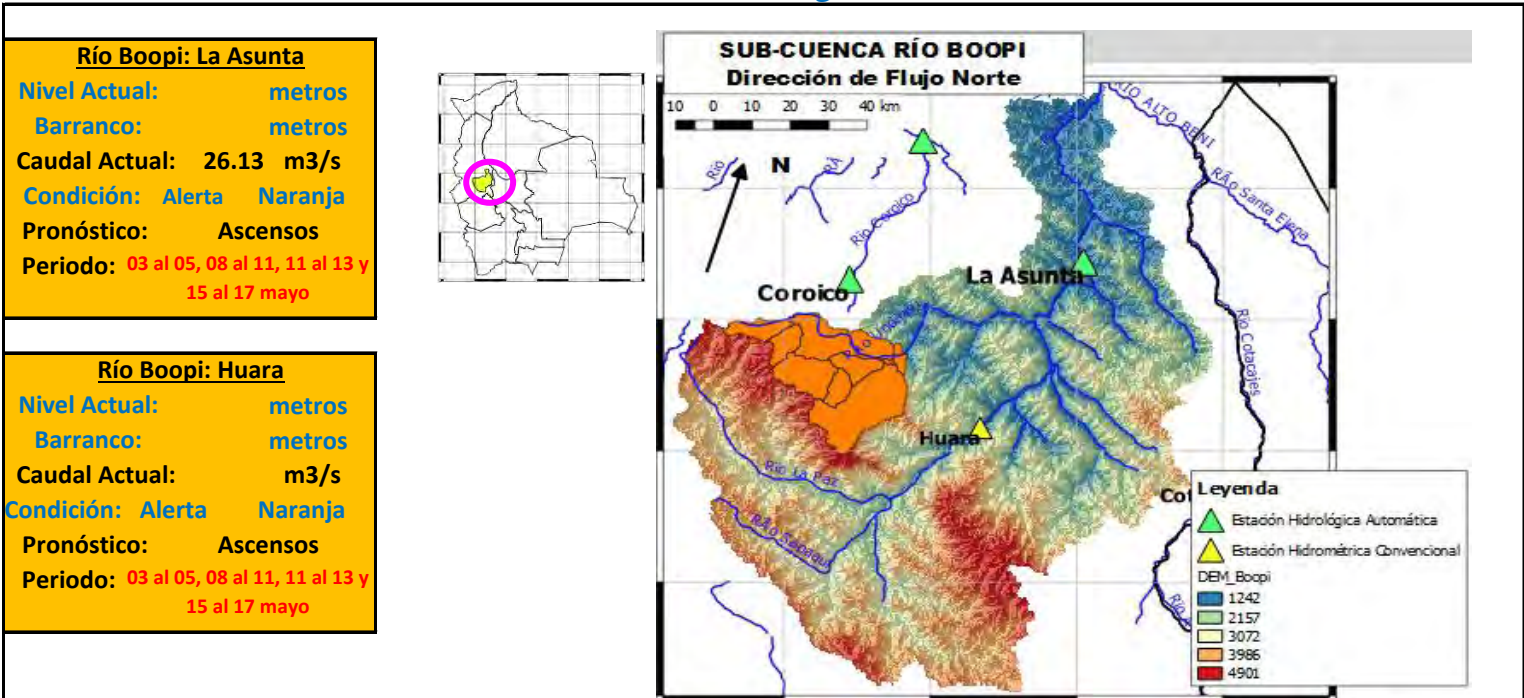 Río Boopi: La Asunta
Nivel Actual: metros
Barranco: metros
Caudal Actual: 26.13 m3/s
Condición: Alerta Naranja
Pronóstico: Ascensos
Periodo: 03 al 05, 08 al 11, 11 al 13 y
15 al 17 mayo
Río Boopi: Huara
Nivel Actual: metros
Barranco: metros
Caudal Actual: m3/s
Condición: Alerta Naranja
Pronóstico: Ascensos
Periodo: 03 al 05, 08 al 11, 11 al 13 y
15 al 17 mayo
SUB-CUENCA RÍO BOOPI
Dirección de Flujo Norte
10 0 10 20 30 40 km
N
Río
RÃ
Río Coroico
RIO ALTO BENI
RÃo Santa Elena
Coroico
La Asunta
Río Cotacajes
Huara
Río La Paz
RÃo Sapaqui
Leyenda
Estación Hidrológica Automática
Estación Hidrométrica Convencional
DEM_Boopi
1242
2157
3072
3986
4901